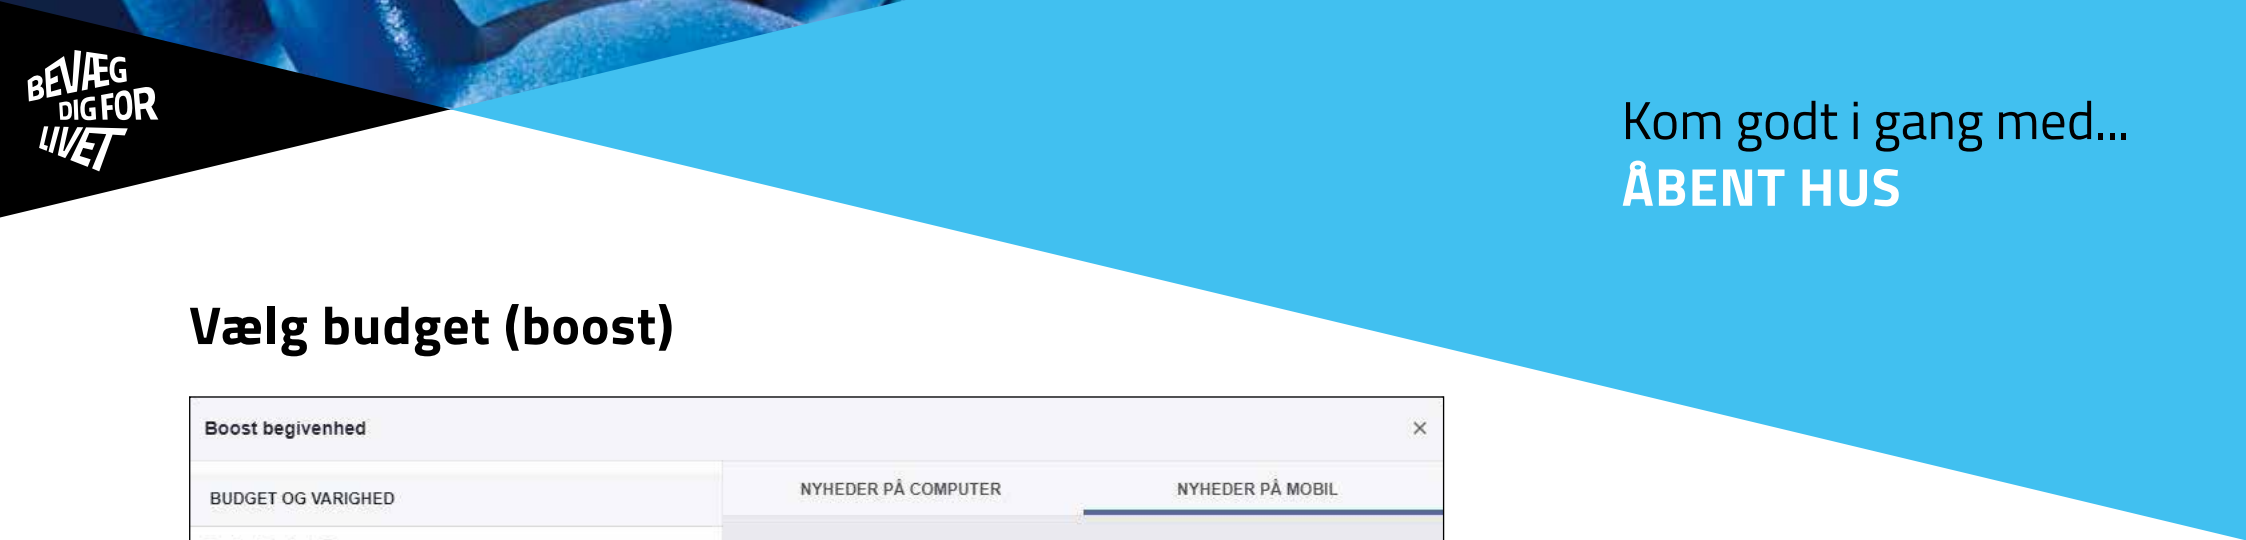 BEVÆG
DIG FOR
LIVET
Kom godt i gang med...
ÅBENT HUS
Vælg budget (boost)
Boost begivenhed
×
BUDGET OG VARIGHED
NYHEDER PÅ COMPUTER
NYHEDER PÅ MOBIL